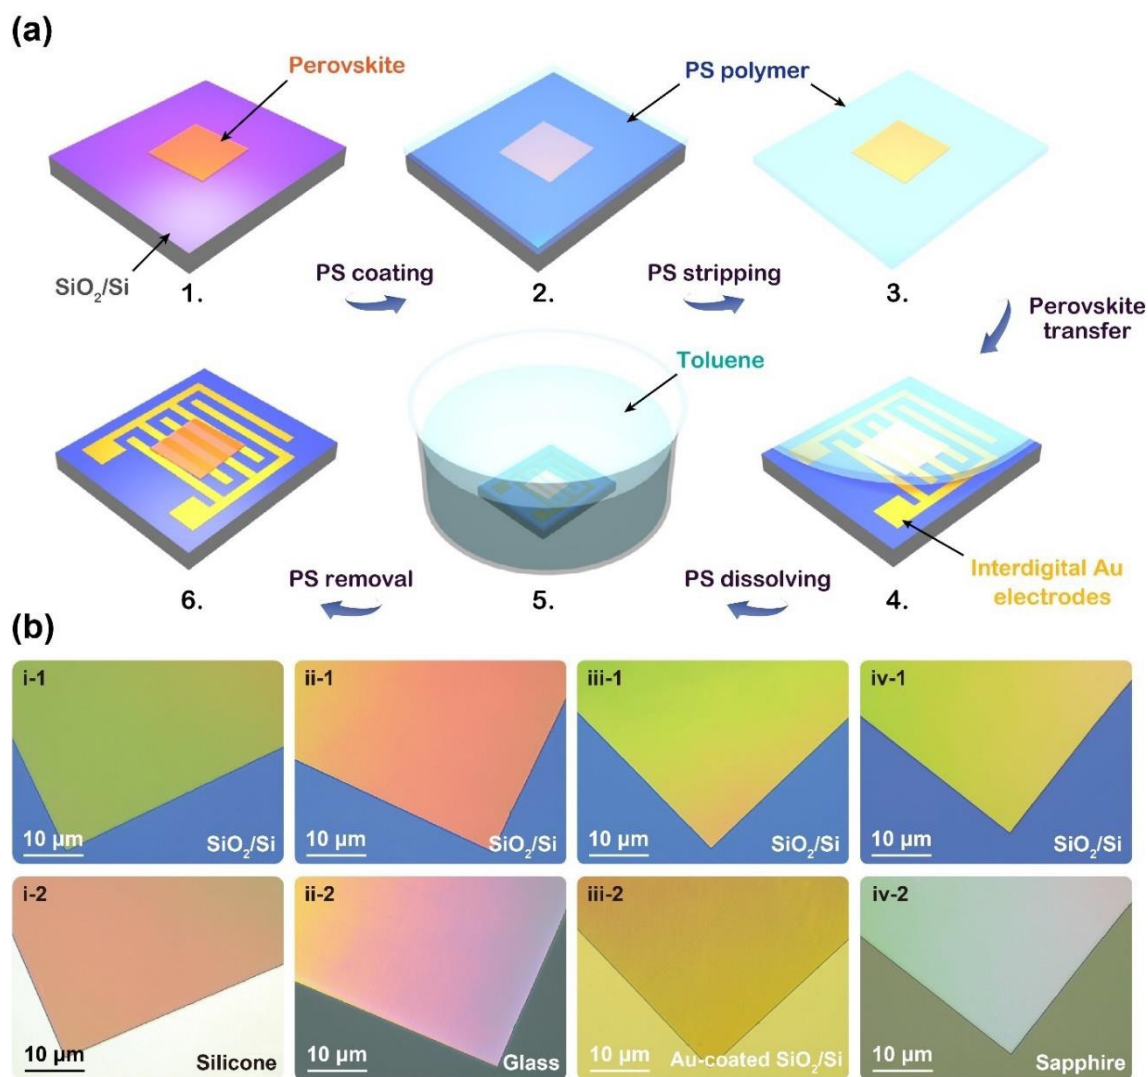 (a)
Perovskite
PS polymer
SiO₂/Si
1.
PS coating
2.
PS stripping
3.
Perovskite
transfer
Toluene
6.
PS removal
5.
PS dissolving
4.
Interdigital Au
electrodes
(b)
i-1
10 µm
SiO₂/Si
ii-1
10 µm
SiO₂/Si
iii-1
10 µm
SiO₂/Si
iv-1
10 µm
SiO₂/Si
i-2
10 µm
Silicone
ii-2
10 µm
Glass
iii-2
10 µm
Au-coated SiO₂/Si
iv-2
10 µm
Sapphire